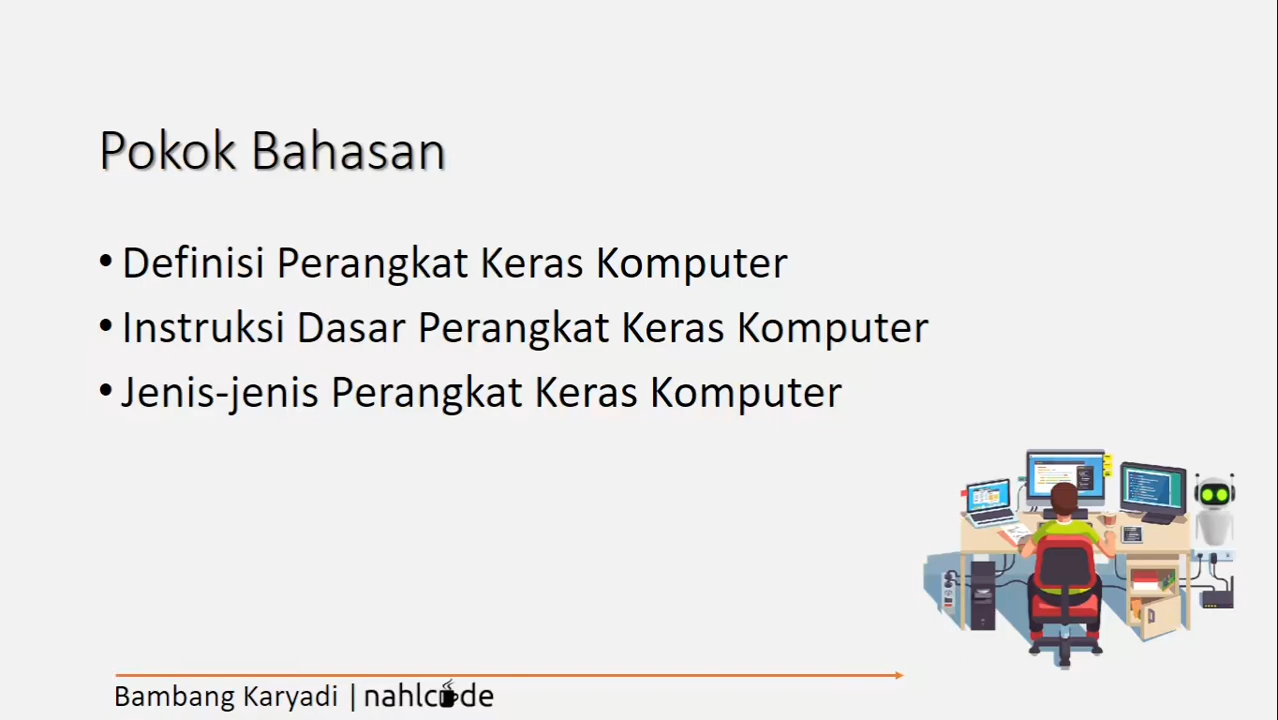 Pokok Bahasan
• Definisi Perangkat Keras Komputer
• Instruksi Dasar Perangkat Keras Komputer
• Jenis-jenis Perangkat Keras Komputer
Bambang Karyadi | nahlcode